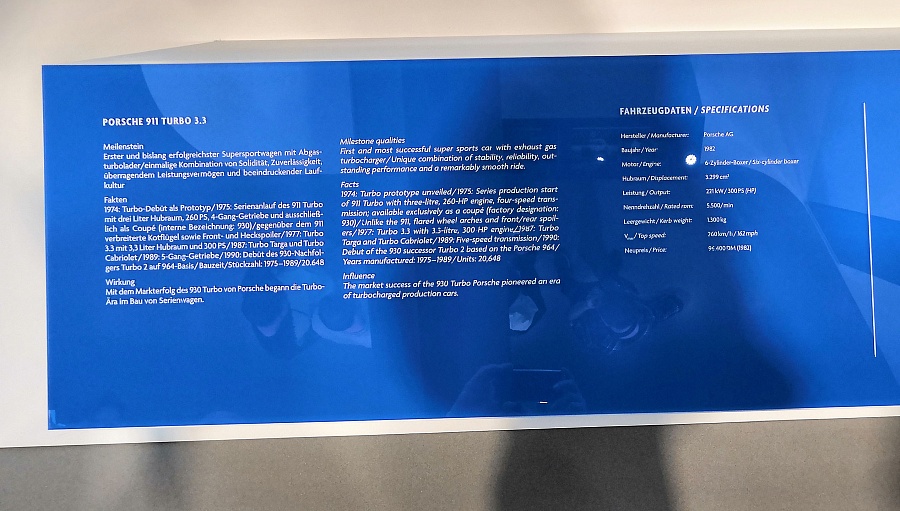 PORSCHE 911 TURBO 3.3
Meilenstein
Erster und bislang erfolgreichster Supersportwagen mit Abgas-
turbolader/einmalige Kombination von Solidität, Zuverlässigkeit,
überragendem Leistungsvermögen und beeindruckender Lauf-
kultur
Fakten
1974: Turbo-Debüt als Prototyp/1975: Serienanlauf des 911 Turbo
mit drei Liter Hubraum, 260 PS, 4-Gang-Getriebe und ausschließ-
lich als Coupé (interne Bezeichnung: 930)/gegenüber dem 911
verbreiterte Kotflügel sowie Front- und Heckspoiler/1977: Turbo
3.3 mit 3,3 Liter Hubraum und 300 PS/1987: Turbo Targa und Turbo
Cabriolet/1989: 5-Gang-Getriebe/1990: Debüt des 930-Nachfol-
gers Turbo 2 auf 964-Basis/Bauzeit/Stückzahl: 1975–1989/20.648
Wirkung
Mit dem Markterfolg des 930 Turbo von Porsche begann die Turbo-
Ära im Bau von Serienwagen.
Milestone qualities
First and most successful super sports car with exhaust gas
turbocharger/Unique combination of stability, reliability, out-
standing performance and a remarkably smooth ride.
Facts
1974: Turbo prototype unveiled/1975: Series production start
of 911 Turbo with three-litre, 260-HP engine, four-speed trans-
mission; available exclusively as a coupé (factory designation:
930)/Unlike the 911, flared wheel arches and front/rear spoil-
ers/1977: Turbo 3.3 with 3.3-litre, 300 HP engine/1987: Turbo
Targa and Turbo Cabriolet/1989: Five-speed transmission/1990:
Debut of the 930 successor Turbo 2 based on the Porsche 964/
Years manufactured: 1975–1989/Units: 20,648
Influence
The market success of the 930 Turbo Porsche pioneered an era
of turbocharged production cars.
FAHRZEUGDATEN / SPECIFICATIONS
Hersteller / Manufacturer: Porsche AG
Baujahr / Year: 1982
Motor / Engine: 6-Zylinder-Boxer / Six-cylinder boxer
Hubraum / Displacement: 3.299 cm³
Leistung / Output: 221 kW / 300 PS (HP)
Nenndrehzahl / Rated rpm: 5.500/min
Leergewicht / Kerb weight: 1.300 kg
Vmax / Top speed: 260 km/h / 162 mph
Neupreis / Price: 95.400 DM (1982)